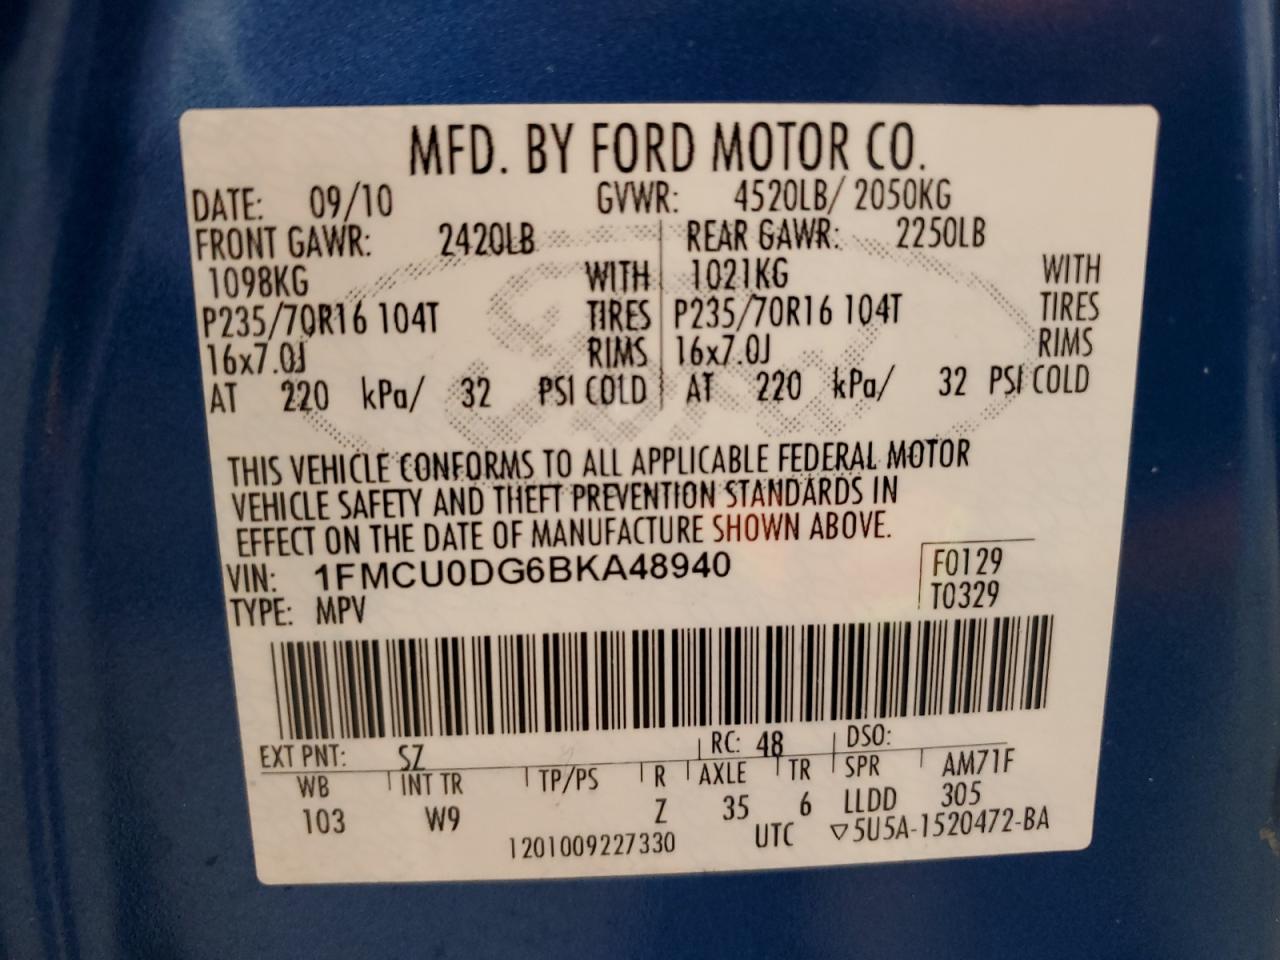 MFD. BY FORD MOTOR CO.
DATE: 09/10 GVWR: 4520LB/ 2050KG
FRONT GAWR: 2420LB REAR GAWR: 2250LB
1098KG WITH 1021KG WITH
P235/70R16 104T TIRES P235/70R16 104T TIRES
16x7.0J RIMS 16x7.0J RIMS
AT 220 kPa/ 32 PSI COLD AT 220 kPa/ 32 PSI COLD
THIS VEHICLE CONFORMS TO ALL APPLICABLE FEDERAL MOTOR
VEHICLE SAFETY AND THEFT PREVENTION STANDARDS IN
EFFECT ON THE DATE OF MANUFACTURE SHOWN ABOVE.
VIN: 1FMCU0DG6BKA48940 F0129
TYPE: MPV T0329
EXT PNT: SZ RC: 48 DSO:
WB INT TR TP/PS R AXLE TR SPR AM71F
103 W9 Z 35 6 LLDD 305
1201009227330 UTC ▽5U5A-1520472-BA